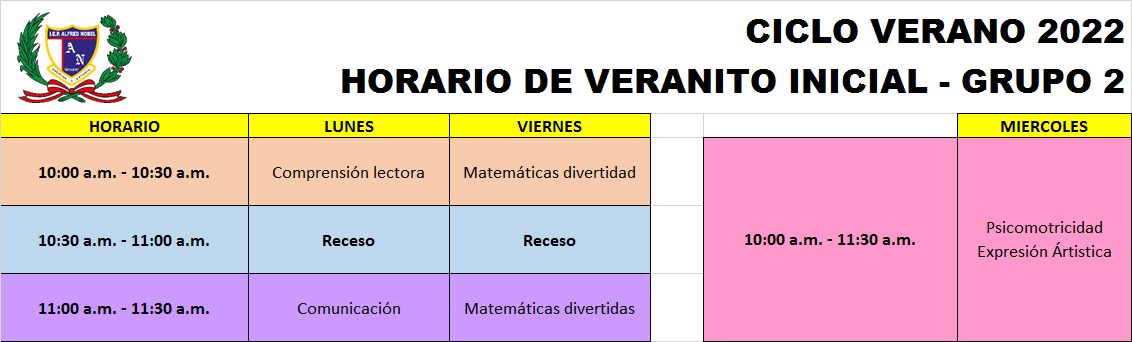 I.E.P. ALFRED NOBEL
AN
CICLO VERANO 2022
HORARIO DE VERANITO INICIAL - GRUPO 2
HORARIO LUNES VIERNES MIERCOLES
10:00 a.m. - 10:30 a.m. Comprensión lectora Matemáticas divertidad
10:30 a.m. - 11:00 a.m. Receso Receso
11:00 a.m. - 11:30 a.m. Comunicación Matemáticas divertidas
10:00 a.m. - 11:30 a.m.
Psicomotricidad
Expresión Ártistica